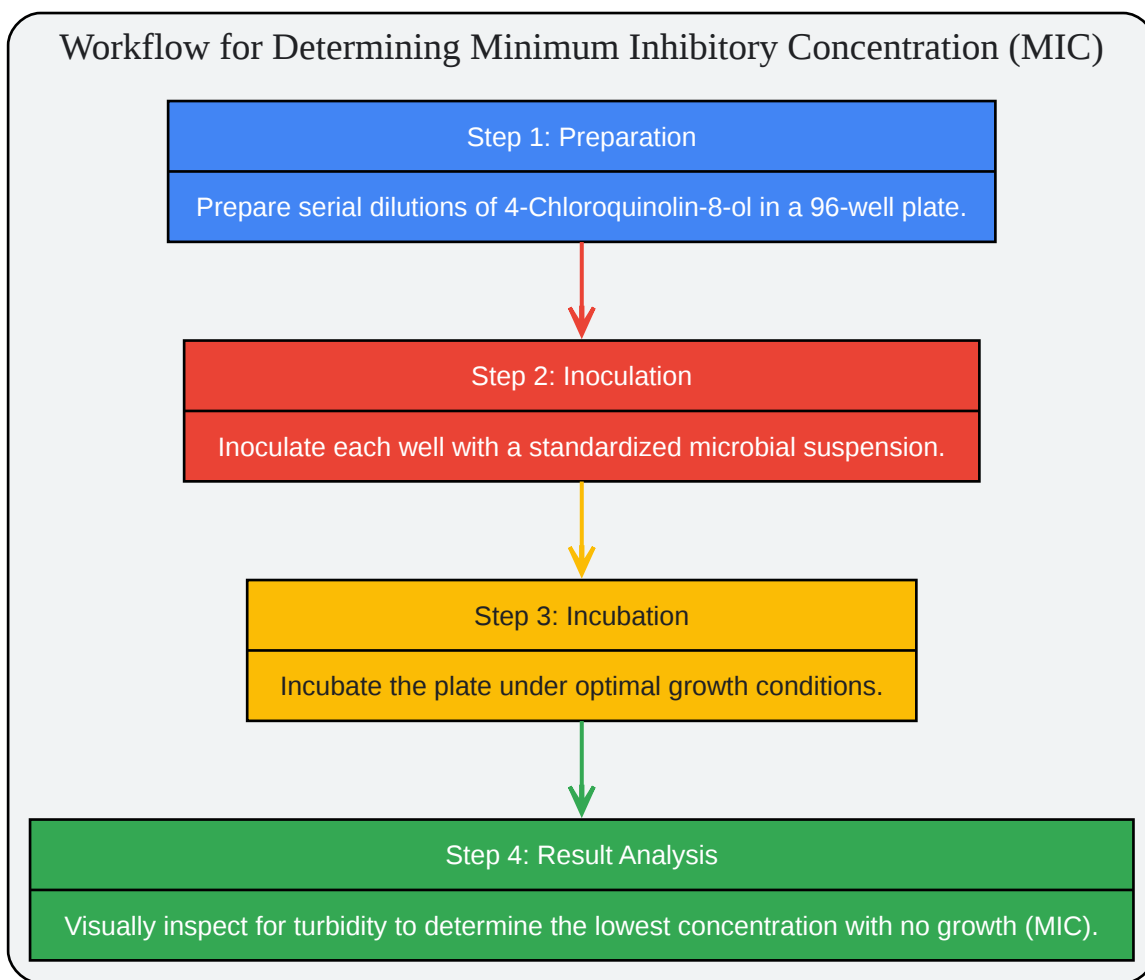 Workflow for Determining Minimum Inhibitory Concentration (MIC)
Step 1: Preparation
Prepare serial dilutions of 4-Chloroquinolin-8-ol in a 96-well plate.
Step 2: Inoculation
Inoculate each well with a standardized microbial suspension.
Step 3: Incubation
Incubate the plate under optimal growth conditions.
Step 4: Result Analysis
Visually inspect for turbidity to determine the lowest concentration with no growth (MIC).